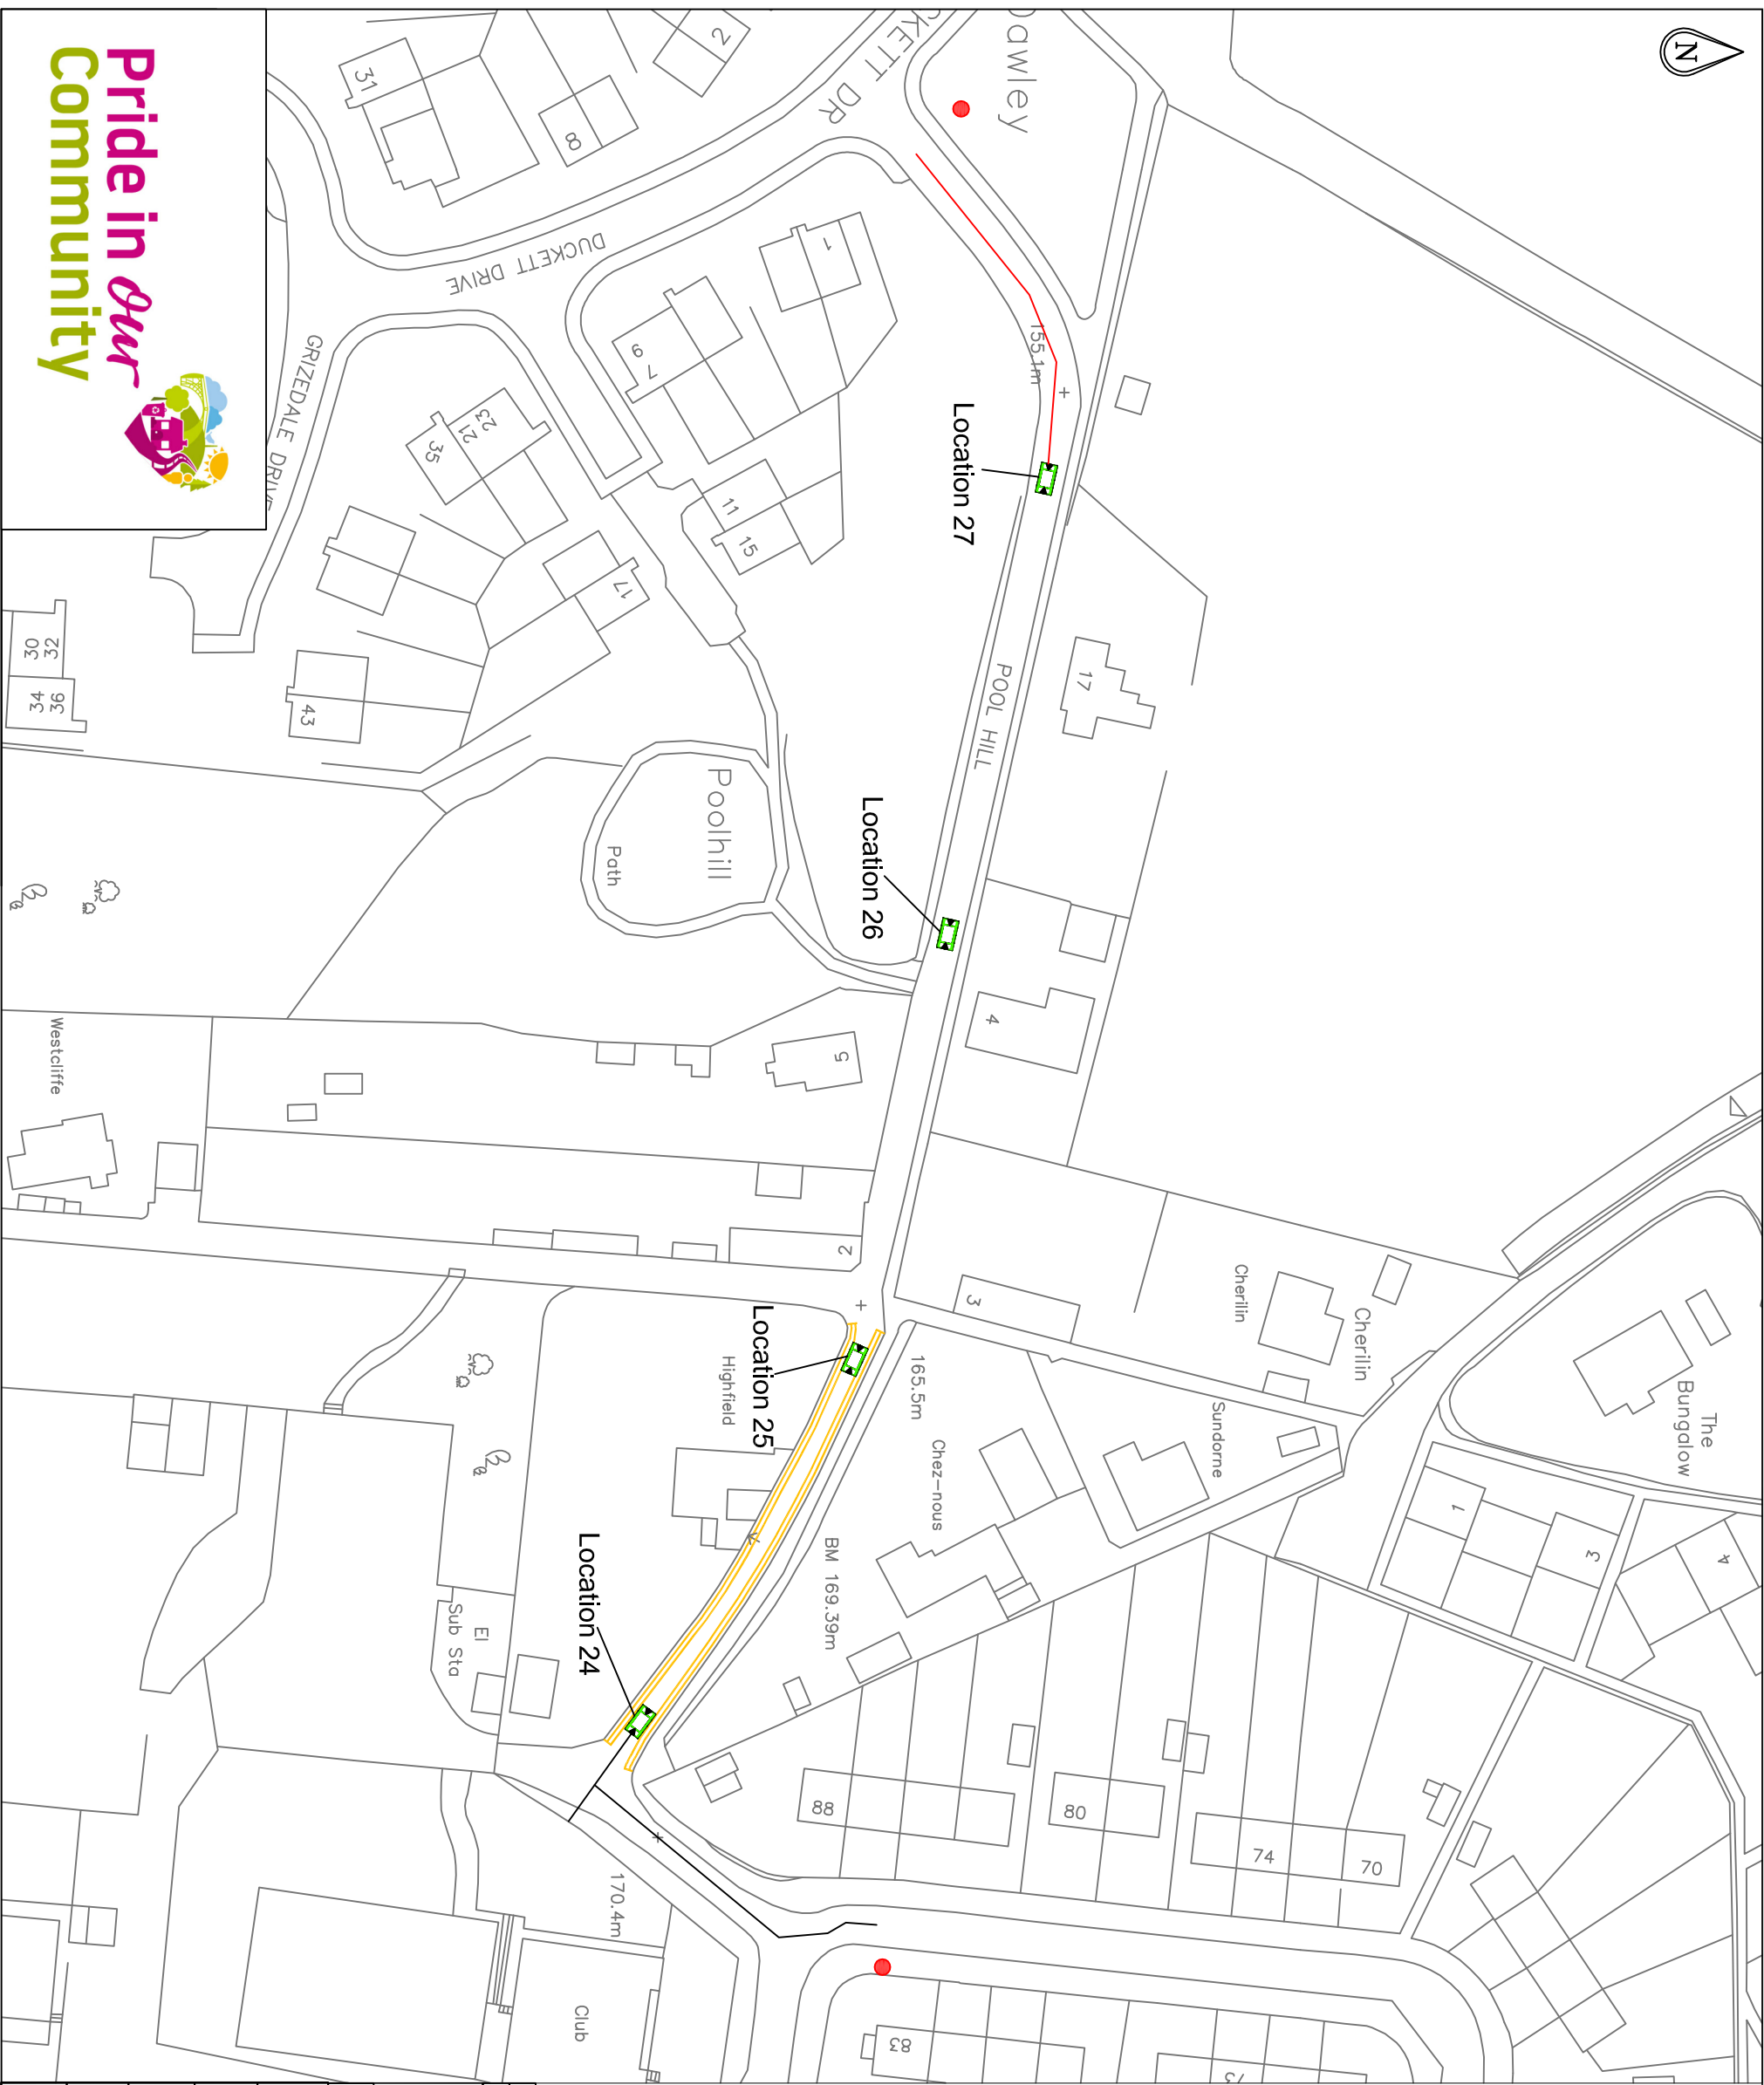 N
Pride in our
Community
Dawley
CKETT DR
DUCKETT DRIVE
GRIZEDALE DRIVE
2
31
8
1
9
7
23
21
35
11
15
17
43
30
32
34
36
155.1m
Location 27
POOL HILL
17
Location 26
Poolhill
Path
4
5
Westcliffe
2
3
Cherilin
Cherilin
The
Bungalow
Location 25
Highfield
165.5m
Sundorne
Chez-nous
BM 169.39m
1
3
4
Location 24
El
Sub Sta
88
80
74
70
170.4m
Club
83